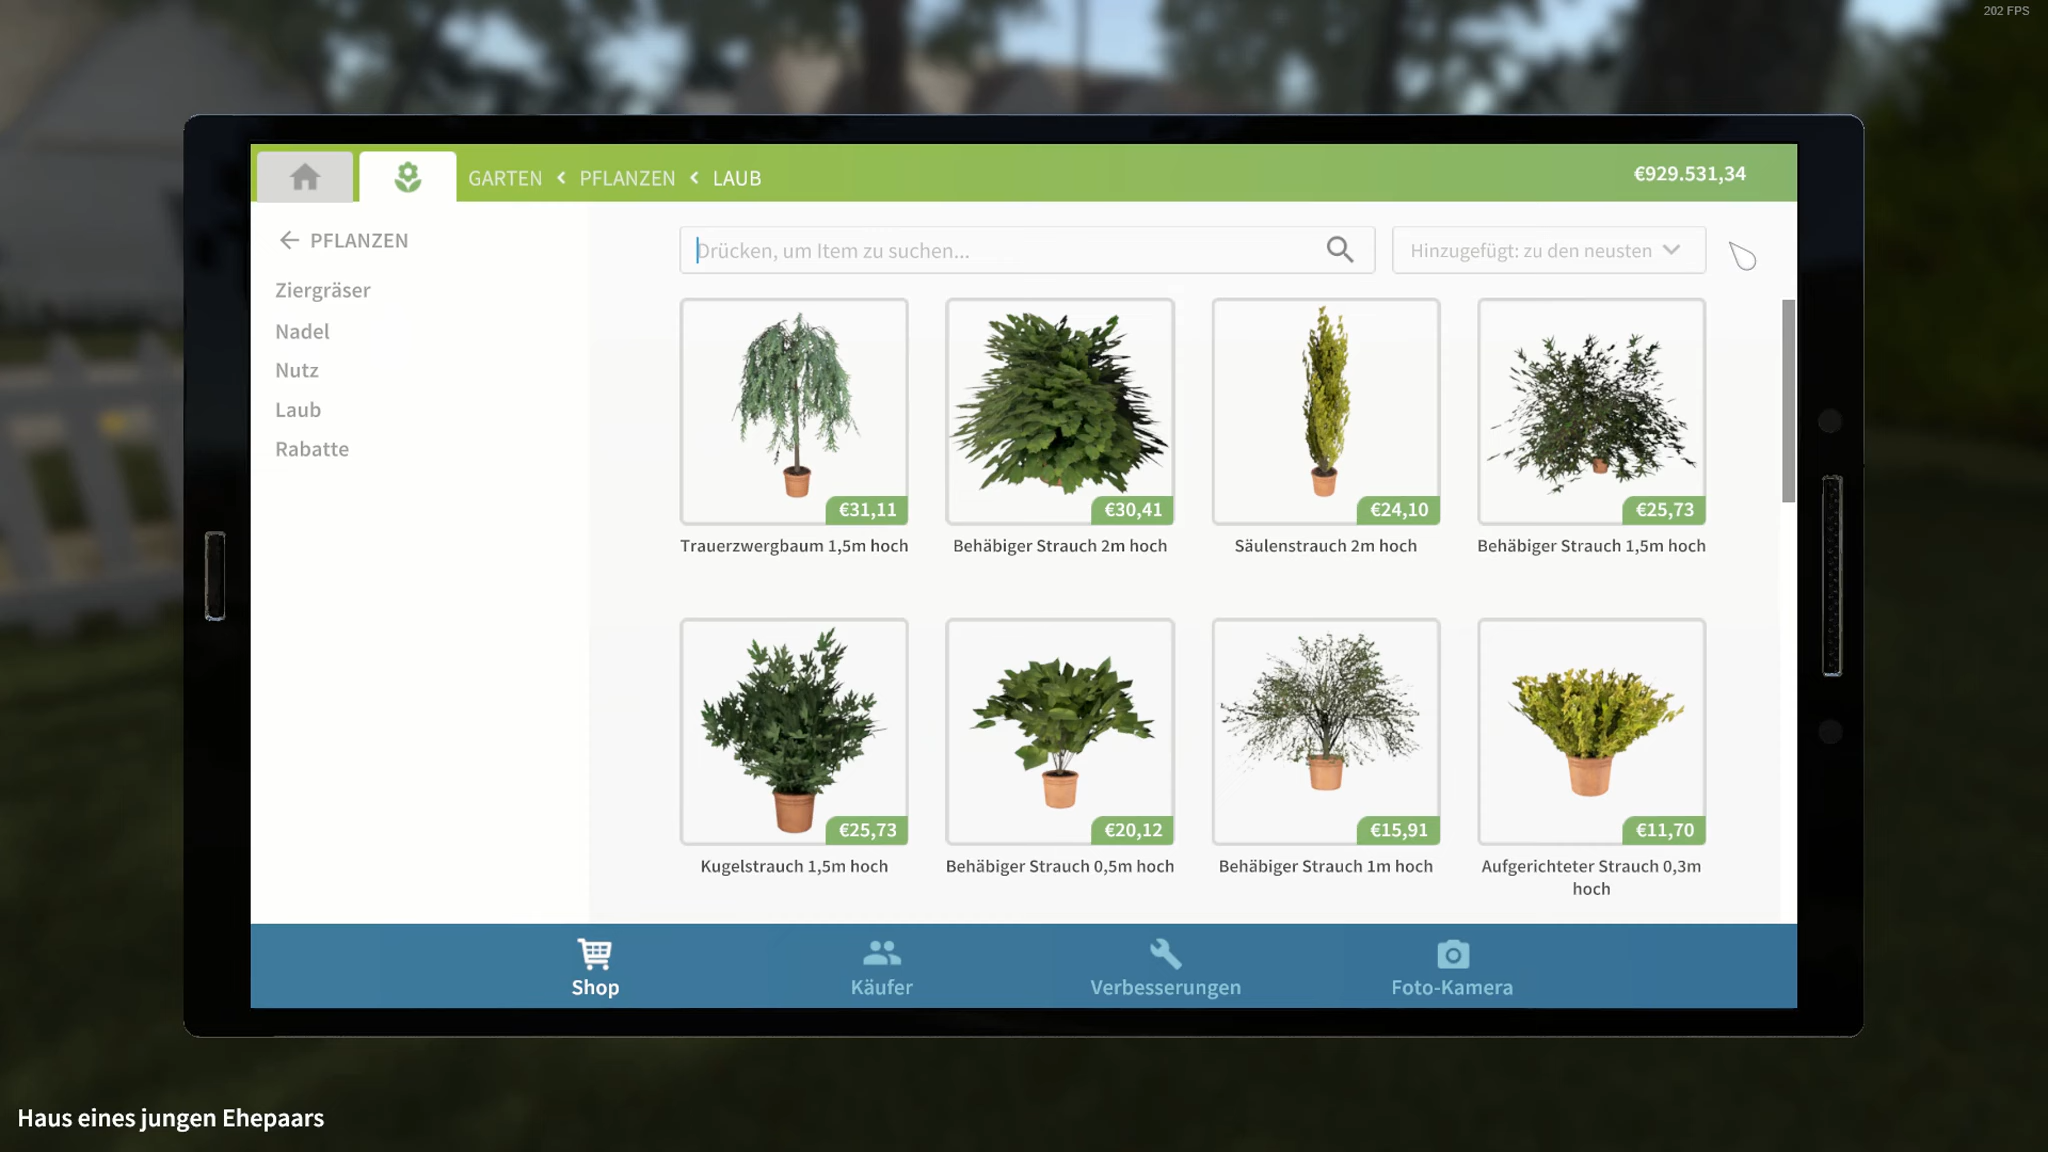 202 FPS
GARTEN < PFLANZEN < LAUB
€929.531,34
PFLANZEN
Ziergräser
Nadel
Nutz
Laub
Rabatte
Drücken, um Item zu suchen...
Hinzugefügt: zu den neusten
€31,11
€30,41
€24,10
€25,73
Trauerzwergbaum 1,5m hoch
Behäbiger Strauch 2m hoch
Säulenstrauch 2m hoch
Behäbiger Strauch 1,5m hoch
€25,73
€20,12
€15,91
€11,70
Kugelstrauch 1,5m hoch
Behäbiger Strauch 0,5m hoch
Behäbiger Strauch 1m hoch
Aufgerichteter Strauch 0,3m
hoch
Shop
Käufer
Verbesserungen
Foto-Kamera
Haus eines jungen Ehepaars